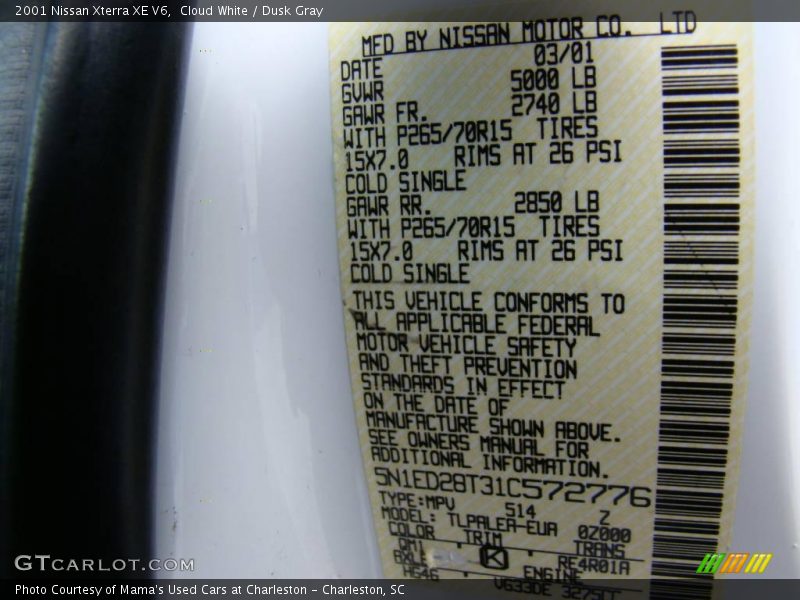 2001 Nissan Xterra XE V6, Cloud White / Dusk Gray
MFD BY NISSAN MOTOR CO. LTD
DATE 03/01
GVWR 5000 LB
GAWR FR. 2740 LB
WITH P265/70R15 TIRES
15X7.0 RIMS AT 26 PSI
COLD SINGLE
GAWR RR. 2850 LB
WITH P265/70R15 TIRES
15X7.0 RIMS AT 26 PSI
COLD SINGLE
THIS VEHICLE CONFORMS TO
ALL APPLICABLE FEDERAL
MOTOR VEHICLE SAFETY
AND THEFT PREVENTION
STANDARDS IN EFFECT
ON THE DATE OF
MANUFACTURE SHOWN ABOVE.
SEE OWNERS MANUAL FOR
ADDITIONAL INFORMATION.
5N1ED28T31C572776
TYPE:MPV 514 Z
MODEL: TLPALEA-EUA 0Z000
COLOR TRIM TRANS
QM1 K RE4R01A
AXLE ENGINE
HG46 VG33DE 3275CC
GTCARLOT.COM
Photo Courtesy of Mama's Used Cars at Charleston - Charleston, SC